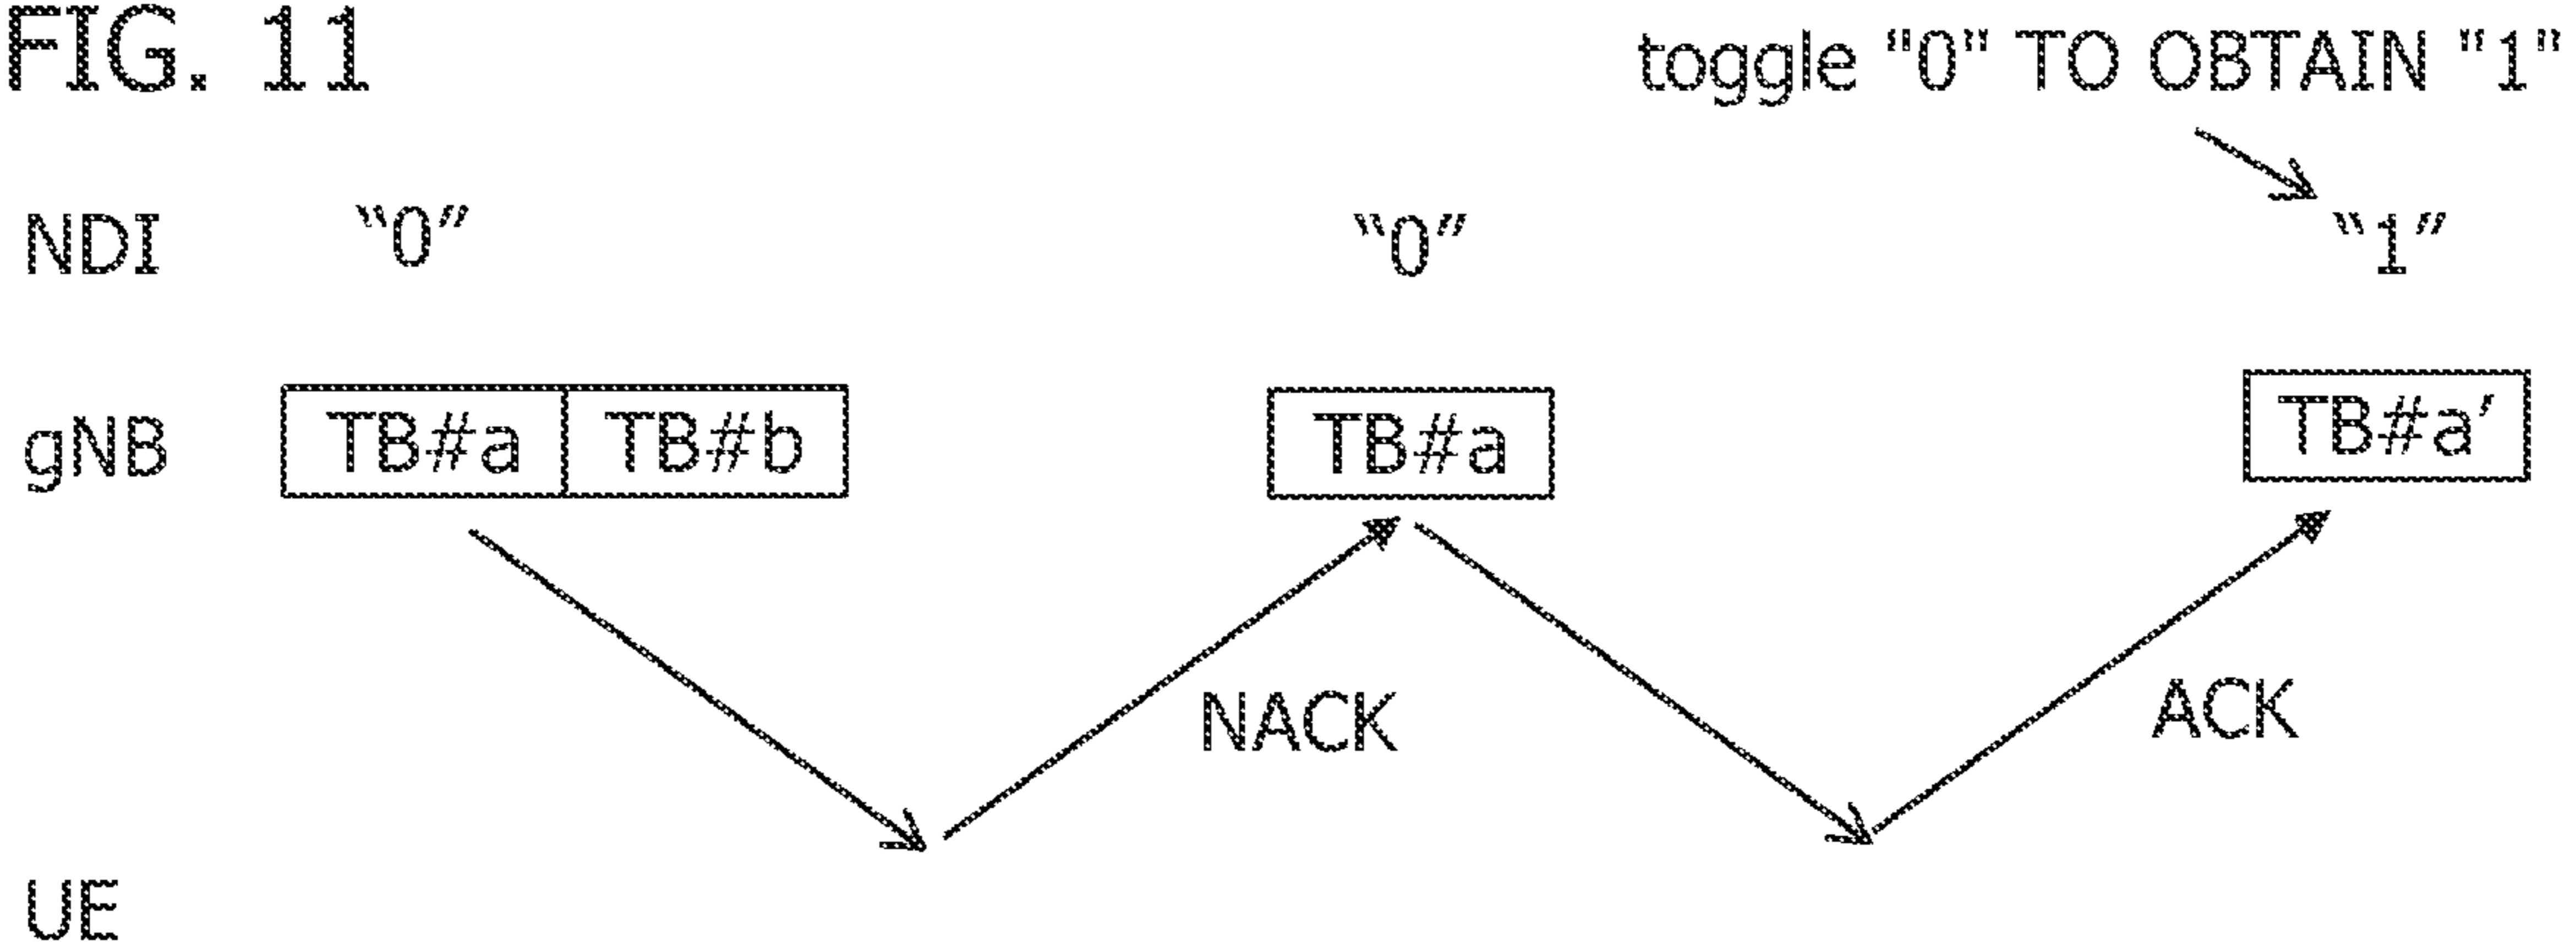 FIG. 11
toggle "0" TO OBTAIN "1"
NDI “0” “0” “1”
gNB TB#a TB#b TB#a TB#a’
NACK ACK
UE